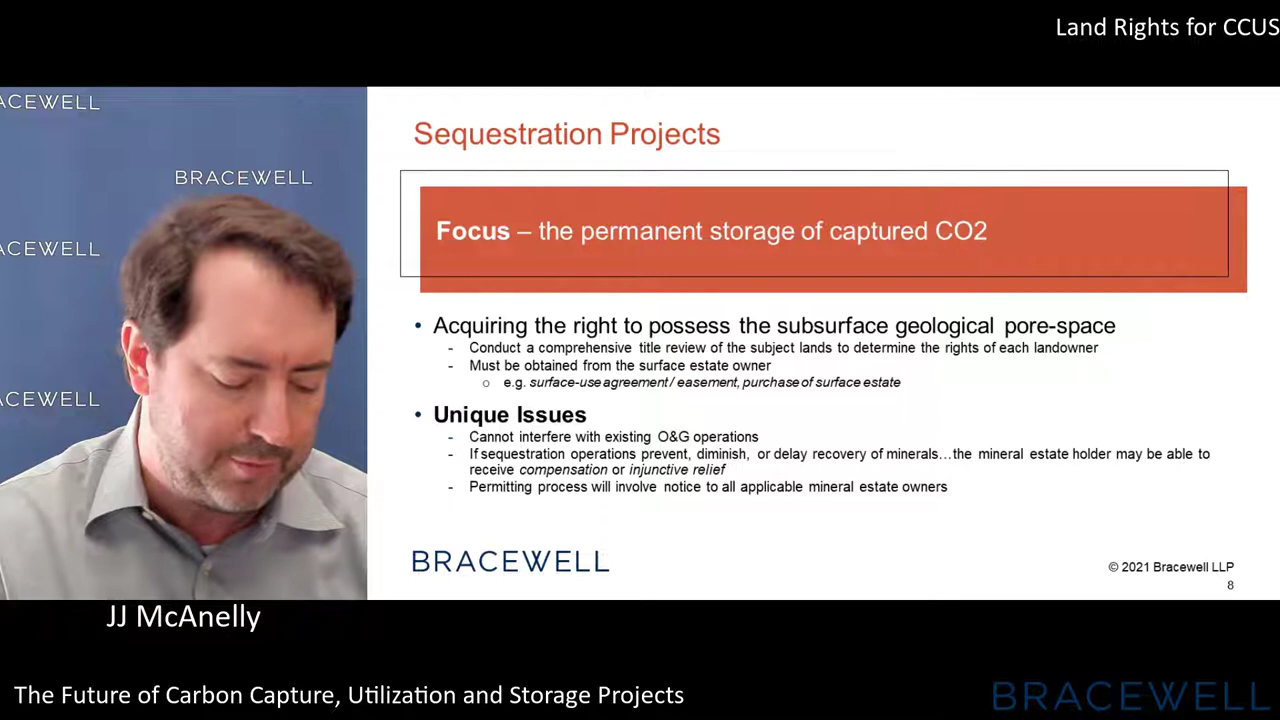 Land Rights for CCUS
ACEWELL
BRACEWELL
ACEWELL
ACEWELL
Sequestration Projects
Focus – the permanent storage of captured CO2
• Acquiring the right to possess the subsurface geological pore-space
- Conduct a comprehensive title review of the subject lands to determine the rights of each landowner
- Must be obtained from the surface estate owner
o e.g. surface-use agreement / easement, purchase of surface estate
• Unique Issues
- Cannot interfere with existing O&G operations
- If sequestration operations prevent, diminish, or delay recovery of minerals…the mineral estate holder may be able to
receive compensation or injunctive relief
- Permitting process will involve notice to all applicable mineral estate owners
BRACEWELL
© 2021 Bracewell LLP
8
JJ McAnelly
The Future of Carbon Capture, Utilization and Storage Projects
BRACEWELL